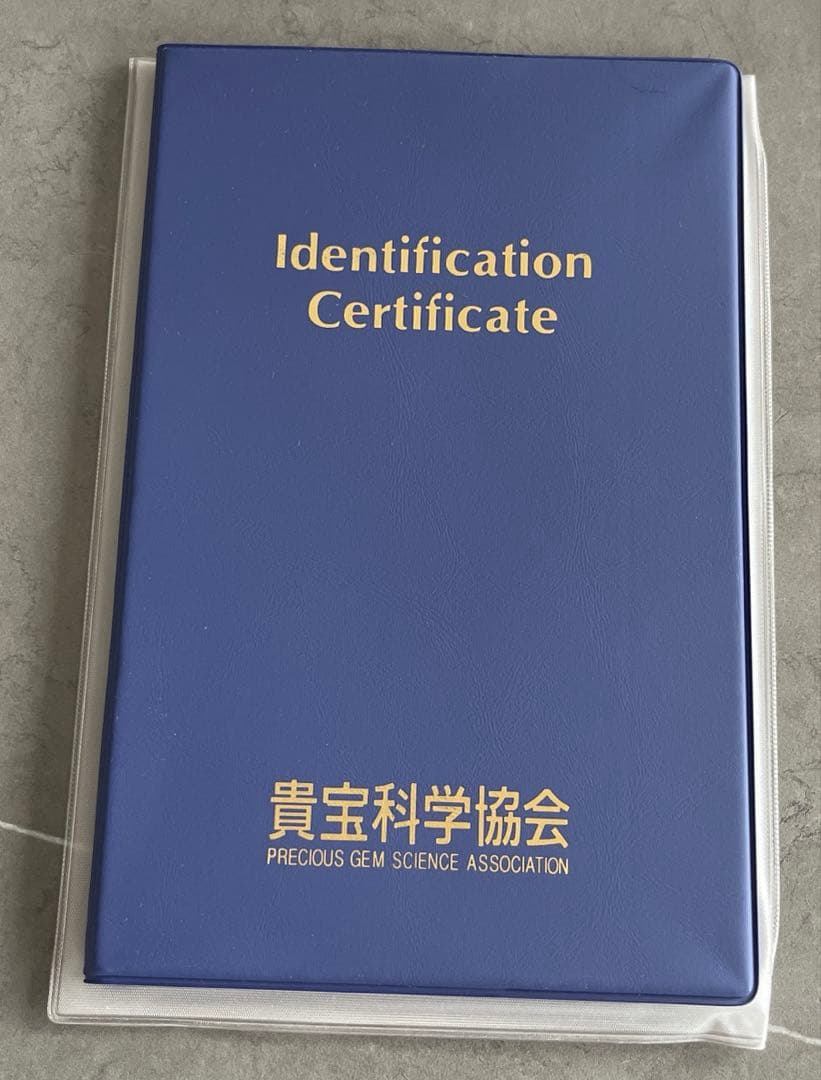 Identification
Certificate
貴宝科学協会
PRECIOUS GEM SCIENCE ASSOCIATION